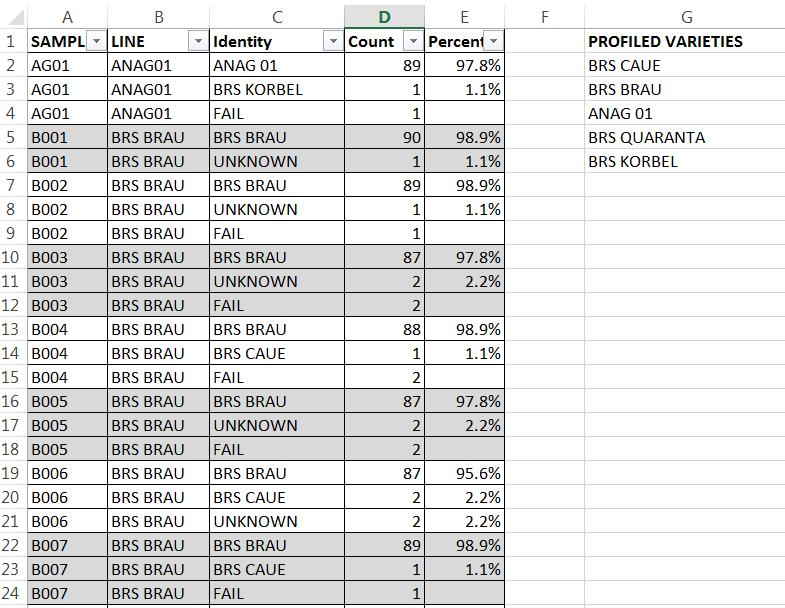 A B C D E F G
1 SAMPL LINE Identity Count Percent PROFILED VARIETIES
2 AG01 ANAG01 ANAG 01 89 97.8% BRS CAUE
3 AG01 ANAG01 BRS KORBEL 1 1.1% BRS BRAU
4 AG01 ANAG01 FAIL 1 ANAG 01
5 B001 BRS BRAU BRS BRAU 90 98.9% BRS QUARANTA
6 B001 BRS BRAU UNKNOWN 1 1.1% BRS KORBEL
7 B002 BRS BRAU BRS BRAU 89 98.9%
8 B002 BRS BRAU UNKNOWN 1 1.1%
9 B002 BRS BRAU FAIL 1
10 B003 BRS BRAU BRS BRAU 87 97.8%
11 B003 BRS BRAU UNKNOWN 2 2.2%
12 B003 BRS BRAU FAIL 2
13 B004 BRS BRAU BRS BRAU 88 98.9%
14 B004 BRS BRAU BRS CAUE 1 1.1%
15 B004 BRS BRAU FAIL 2
16 B005 BRS BRAU BRS BRAU 87 97.8%
17 B005 BRS BRAU UNKNOWN 2 2.2%
18 B005 BRS BRAU FAIL 2
19 B006 BRS BRAU BRS BRAU 87 95.6%
20 B006 BRS BRAU BRS CAUE 2 2.2%
21 B006 BRS BRAU UNKNOWN 2 2.2%
22 B007 BRS BRAU BRS BRAU 89 98.9%
23 B007 BRS BRAU BRS CAUE 1 1.1%
24 B007 BRS BRAU FAIL 1